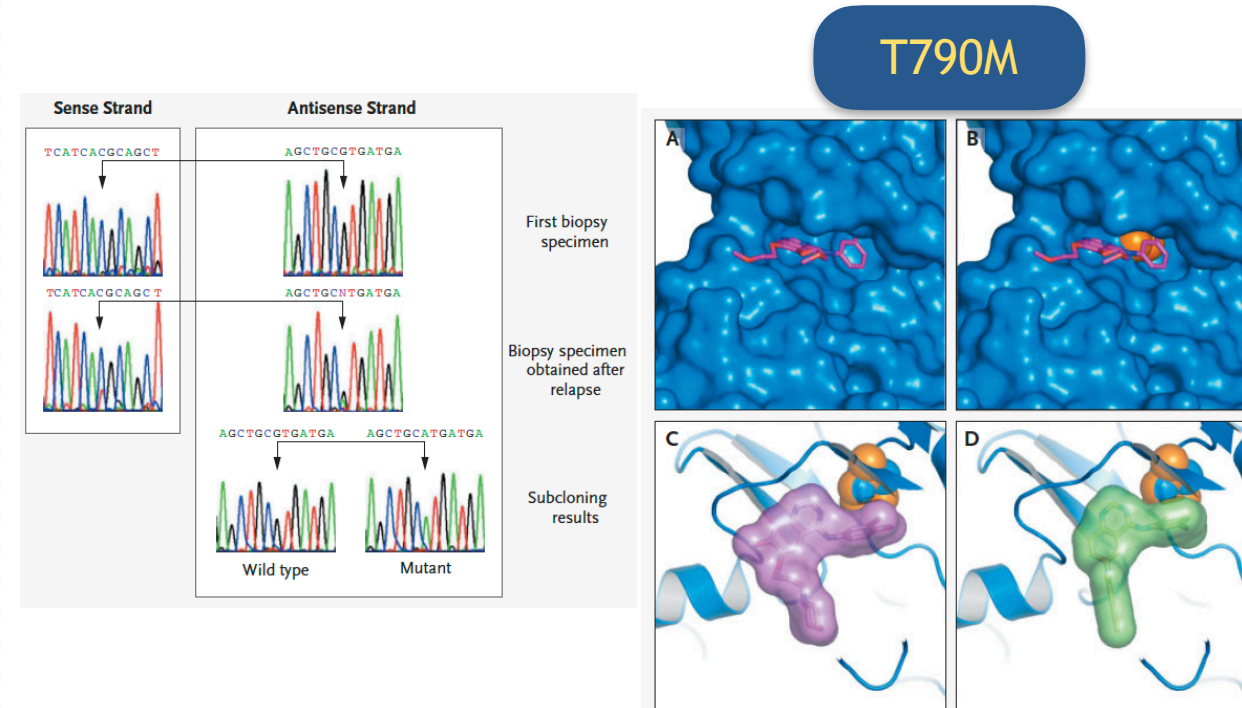 T790M
Sense Strand
Antisense Strand
TCATCACGCAGCT
AGCTGCGTGATGA
First biopsy
specimen
TCATCACGCAGCT
AGCTGCNTGATGA
Biopsy specimen
obtained after
relapse
AGCTGCGTGATGA
AGCTGCATGATGA
Subcloning
results
Wild type
Mutant
A
B
C
D